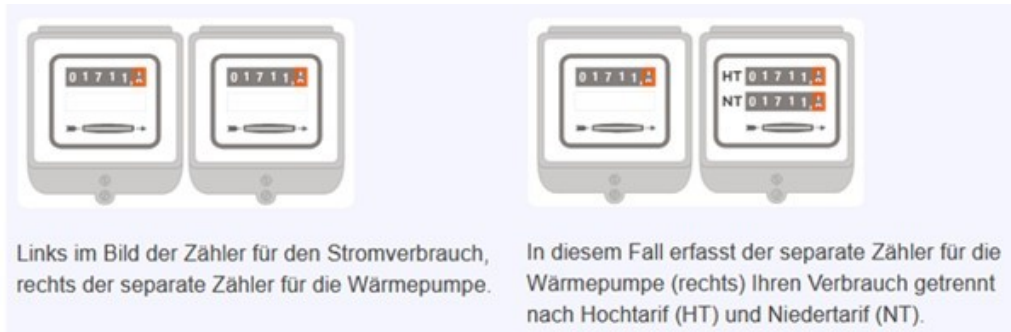 01711,
01711,
Links im Bild der Zähler für den Stromverbrauch,
rechts der separate Zähler für die Wärmepumpe.
01711,
HT 01711,
NT 01711,
In diesem Fall erfasst der separate Zähler für die
Wärmepumpe (rechts) Ihren Verbrauch getrennt
nach Hochtarif (HT) und Niedertarif (NT).